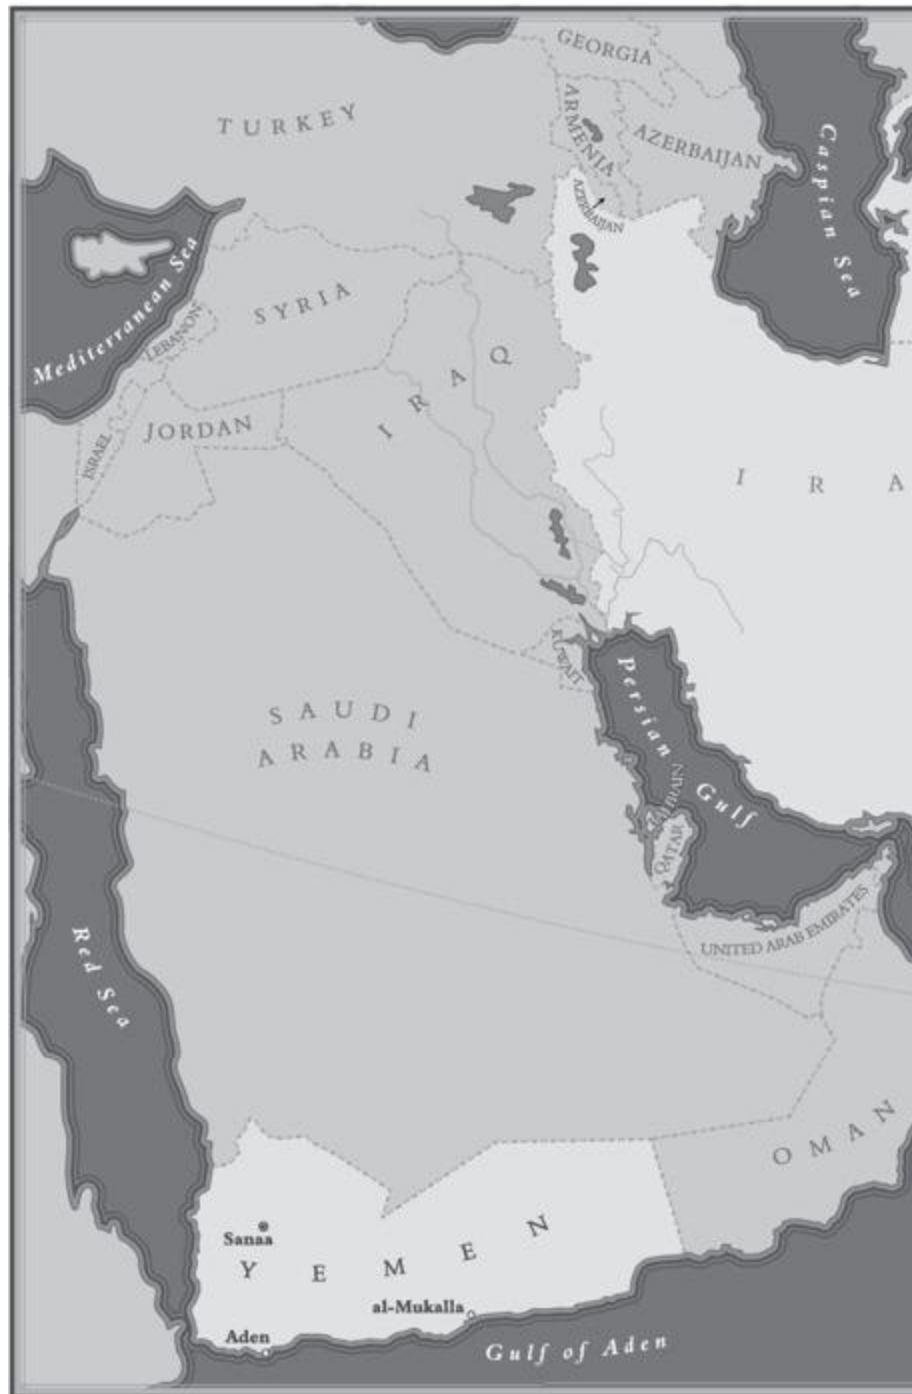 GEORGIA
TURKEY
ARMENIA
AZERBAIJAN
Caspian Sea
AZERBAIJAN
Mediterranean Sea
SYRIA
LEBANON
IRAQ
JORDAN
ISRAEL
IRA
KUWAIT
Persian Gulf
SAUDI
ARABIA
QATAR
UNITED ARAB EMIRATES
Red Sea
OMAN
Sanaa
YEMEN
al-Mukalla
Aden
Gulf of Aden